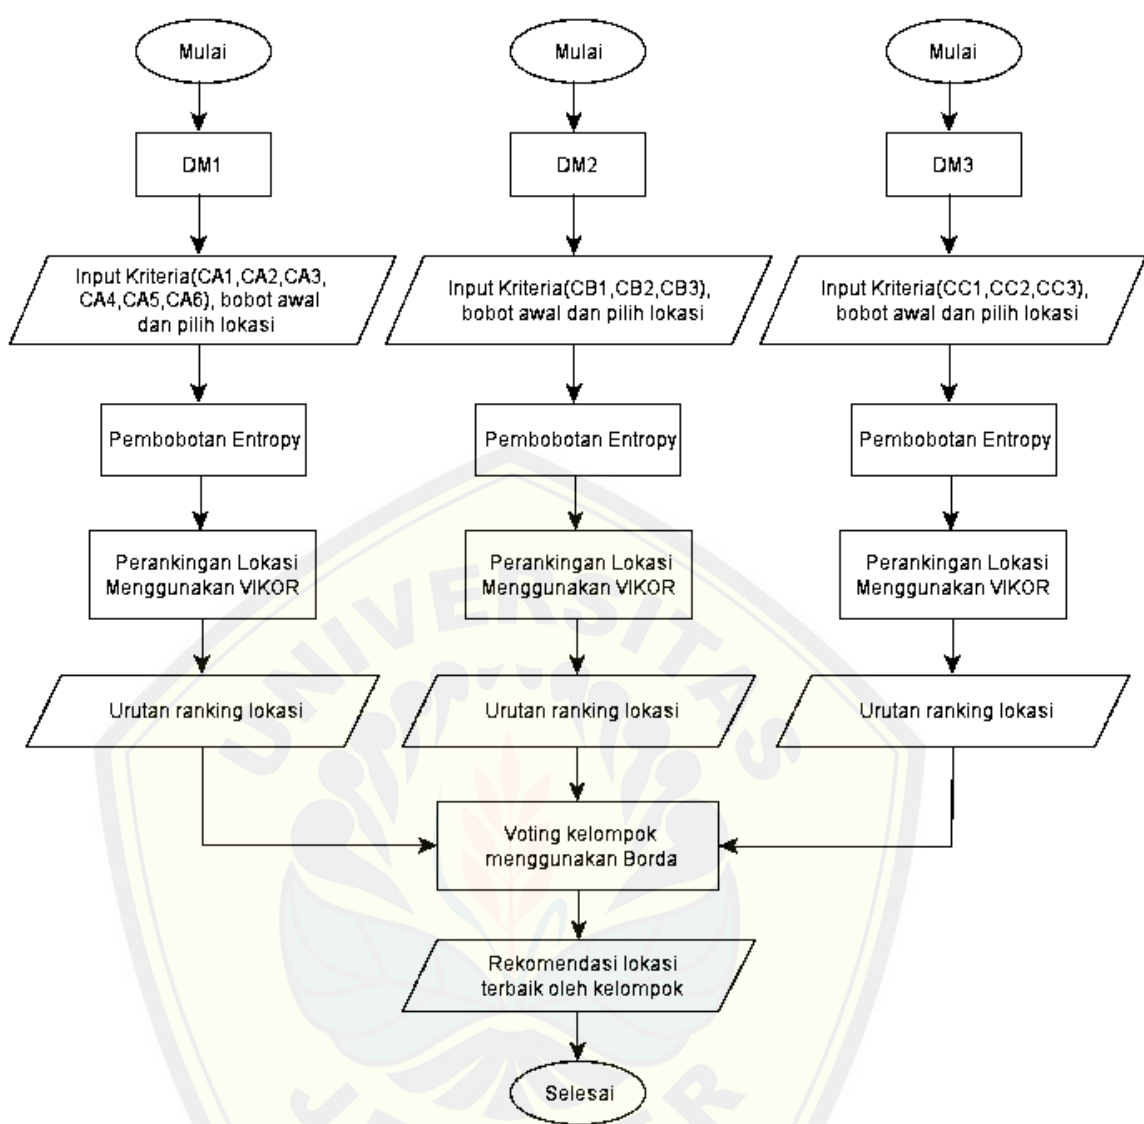 Mulai
Mulai
Mulai
DM1
DM2
DM3
Input Kriteria(CA1,CA2,CA3,
CA4,CA5,CA6), bobot awal
dan pilih lokasi
Input Kriteria(CB1,CB2,CB3),
bobot awal dan pilih lokasi
Input Kriteria(CC1,CC2,CC3),
bobot awal dan pilih lokasi
Pembobotan Entropy
Pembobotan Entropy
Pembobotan Entropy
Perankingan Lokasi
Menggunakan VIKOR
Perankingan Lokasi
Menggunakan VIKOR
Perankingan Lokasi
Menggunakan VIKOR
UNIVERSITAS
Urutan ranking lokasi
Urutan ranking lokasi
Urutan ranking lokasi
Voting kelompok
menggunakan Borda
Rekomendasi lokasi
terbaik oleh kelompok
Selesai
JEMBER